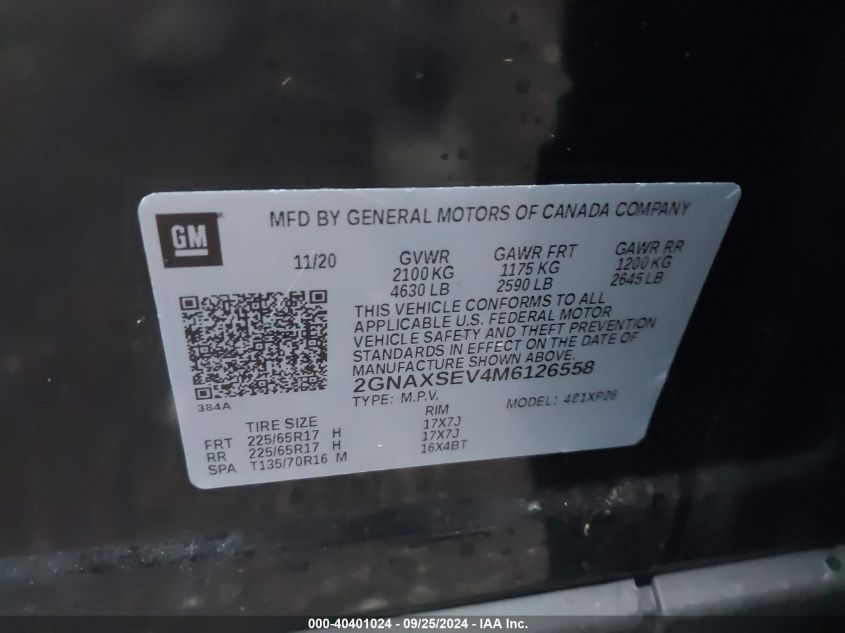 GM
MFD BY GENERAL MOTORS OF CANADA COMPANY
11/20
GVWR
2100 KG
4630 LB
GAWR FRT
1175 KG
2590 LB
GAWR RR
1200 KG
2645 LB
THIS VEHICLE CONFORMS TO ALL
APPLICABLE U.S. FEDERAL MOTOR
VEHICLE SAFETY AND THEFT PREVENTION
STANDARDS IN EFFECT ON THE DATE OF
MANUFACTURE SHOWN ABOVE.
2GNAXSEV4M6126558
TYPE: M.P.V.
MODEL: 481XP26
384A
TIRE SIZE
RIM
FRT 225/65R17 H 17X7J
RR 225/65R17 H 17X7J
SPA T135/70R16 M 16X4BT
000-40401024 - 09/25/2024 - IAA Inc.